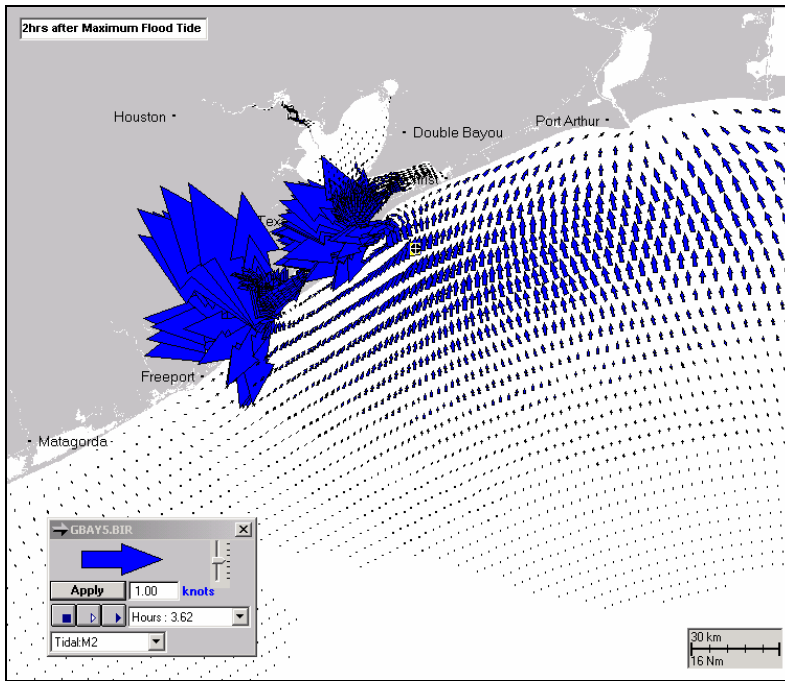 2hrs after Maximum Flood Tide
Houston
Port Arthur
Double Bayou
Freeport
Matagorda
GBAY5.BIR
Apply
1.00
knots
Hours : 3.62
Tidal:M2
30 km
16 Nm